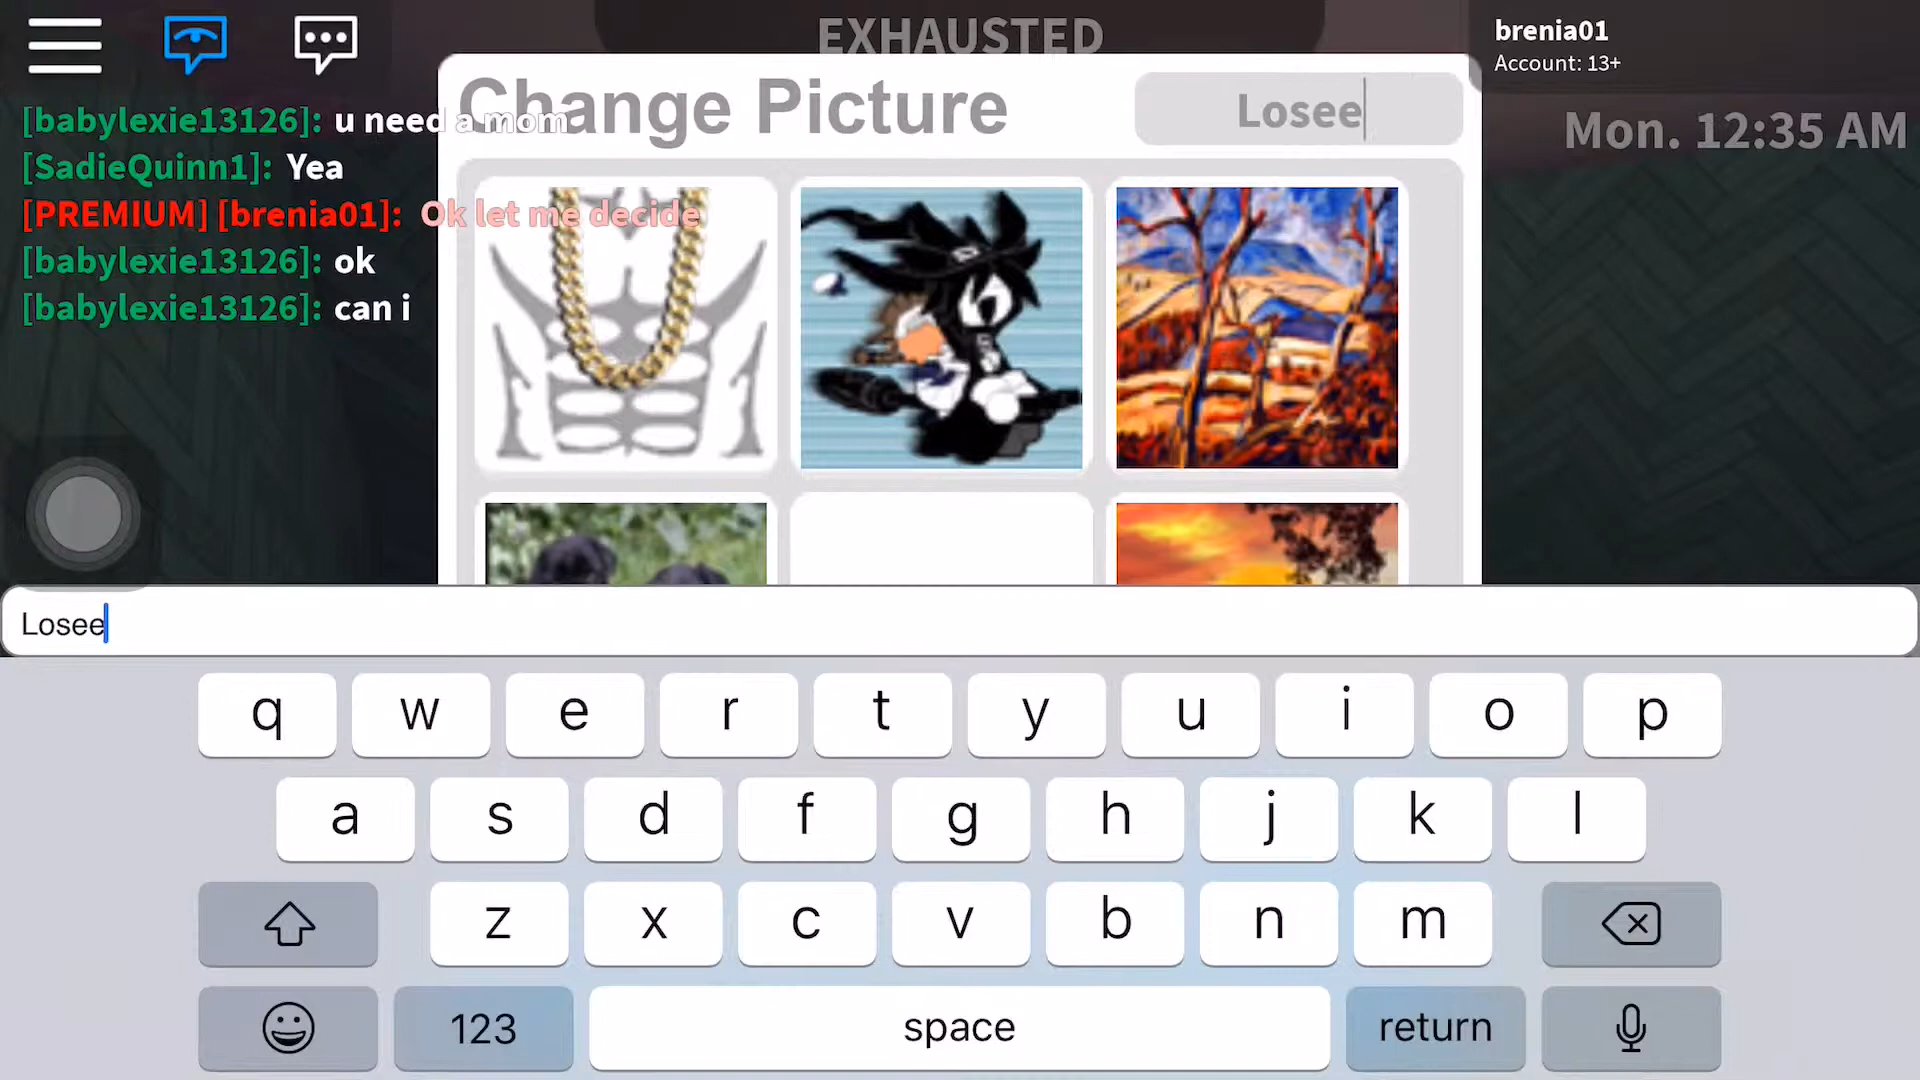 EXHAUSTED
brenia01
Account: 13+
Mon. 12:35 AM
Change Picture
Losee
[babylexie13126]: u need a mom
[SadieQuinn1]: Yea
[PREMIUM] [brenia01]: Ok let me decide
[babylexie13126]: ok
[babylexie13126]: can i
Losee
q w e r t y u i o p
a s d f g h j k l
z x c v b n m
123 space return